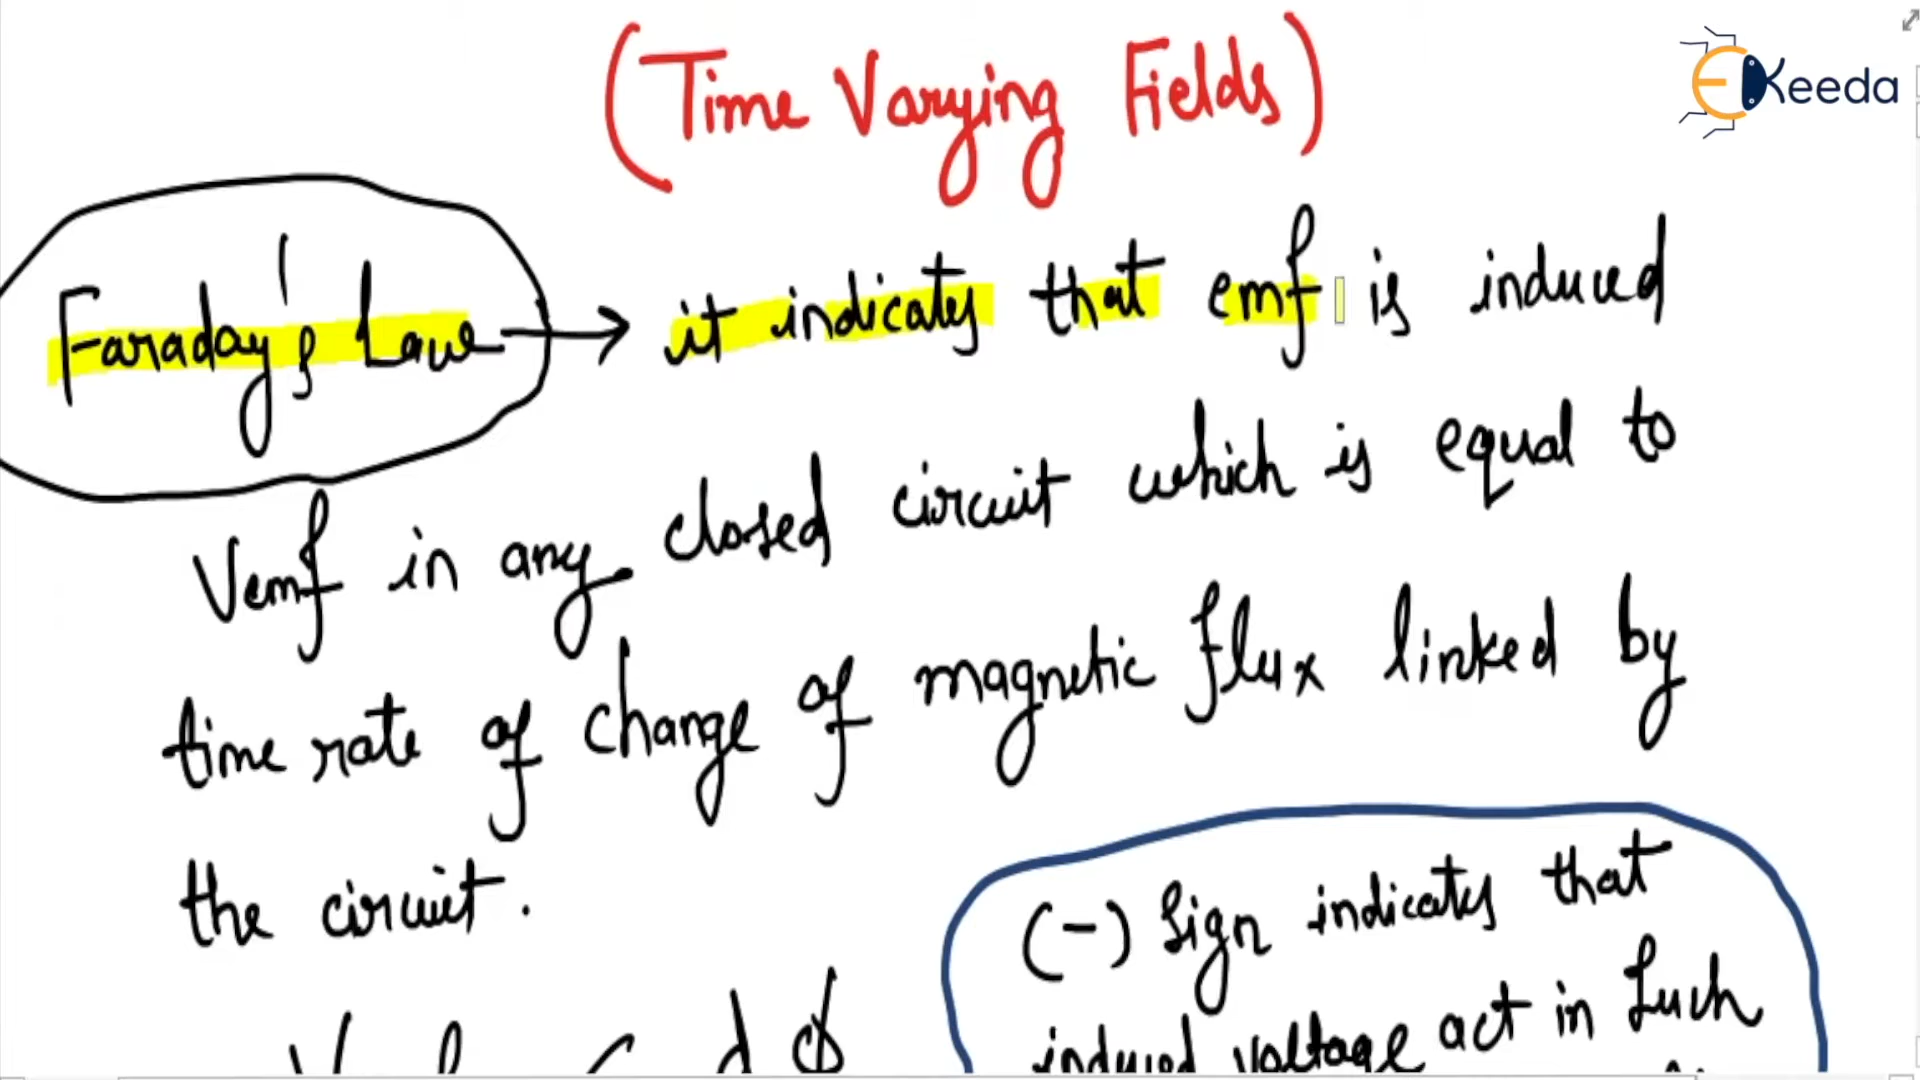 (Time Varying Fields)
EKeeda
Faraday's Law → it indicates that emf is induced
Vemf in any closed circuit which is equal to
time rate of change of magnetic flux linked by
the circuit.
(-) Sign indicates that
induced voltage act in such
dϕ